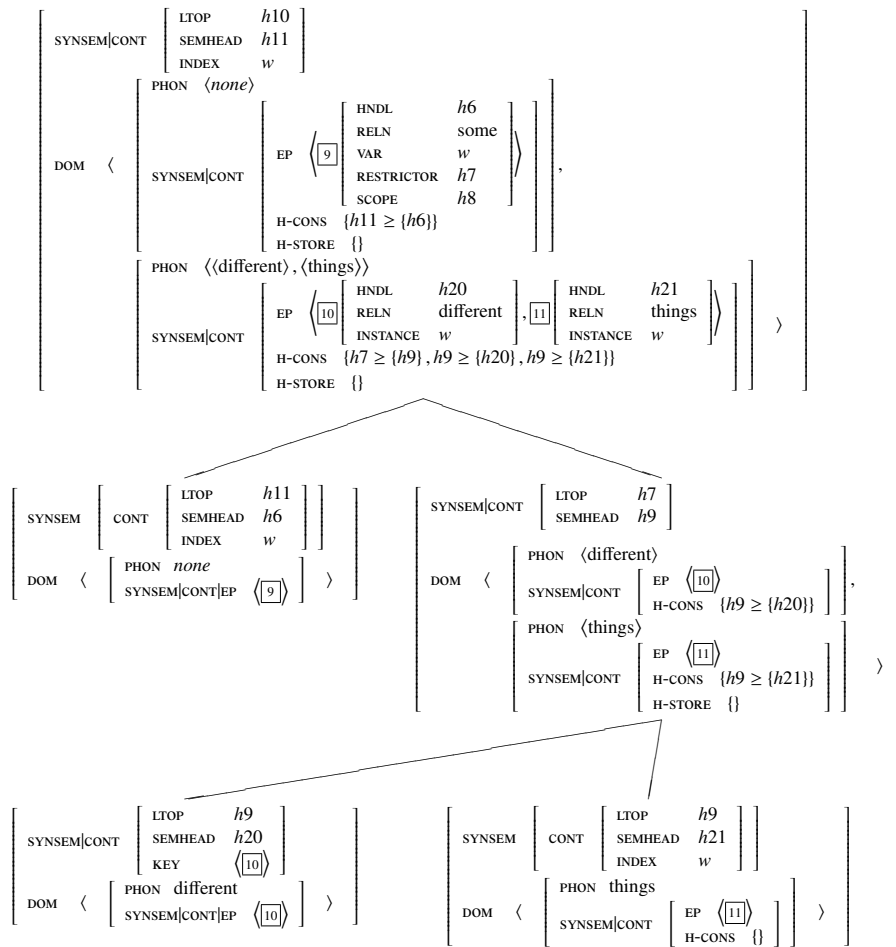 LTOP h10
SYNSEM|CONT SEMHEAD h11
INDEX w
PHON ⟨none⟩
HNDL h6
RELN some
EP ⟨ 9 VAR w ⟩
RESTRICTOR h7
SCOPE h8
DOM ⟨ SYNSEM|CONT ,
H-CONS {h11 ≥ {h6}}
H-STORE {}
PHON ⟨⟨different⟩ , ⟨things⟩⟩
HNDL h20 HNDL h21
EP ⟨ 10 RELN different , 11 RELN things ⟩
INSTANCE w INSTANCE w
SYNSEM|CONT ⟩
H-CONS {h7 ≥ {h9} , h9 ≥ {h20} , h9 ≥ {h21}}
H-STORE {}
LTOP h11
SYNSEM CONT SEMHEAD h6
INDEX w
DOM ⟨ PHON none ⟩
SYNSEM|CONT|EP ⟨ 9 ⟩
SYNSEM|CONT LTOP h7
SEMHEAD h9
PHON ⟨different⟩
DOM ⟨ SYNSEM|CONT EP ⟨ 10 ⟩ ,
H-CONS {h9 ≥ {h20}}
PHON ⟨things⟩
EP ⟨ 11 ⟩
SYNSEM|CONT H-CONS {h9 ≥ {h21}} ⟩
H-STORE {}
LTOP h9
SYNSEM|CONT SEMHEAD h20
KEY ⟨ 10 ⟩
DOM ⟨ PHON different ⟩
SYNSEM|CONT|EP ⟨ 10 ⟩
LTOP h9
SYNSEM CONT SEMHEAD h21
INDEX w
PHON things
DOM ⟨ SYNSEM|CONT EP ⟨ 11 ⟩ ⟩
H-CONS {}